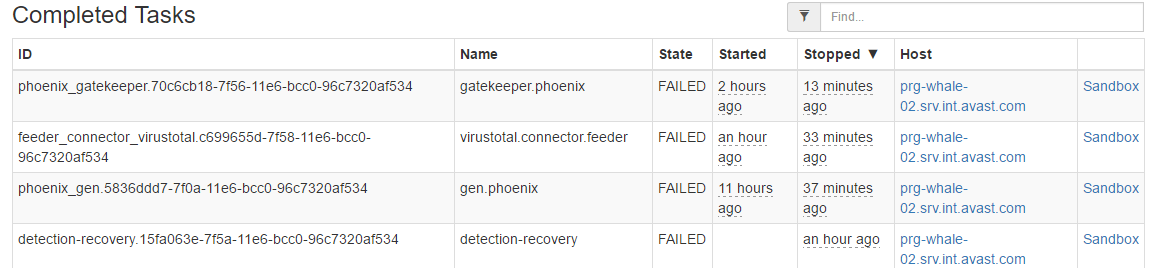 Completed Tasks
Find...
ID Name State Started Stopped ▼ Host
phoenix_gatekeeper.70c6cb18-7f56-11e6-bcc0-96c7320af534 gatekeeper.phoenix FAILED 2 hours 13 minutes prg-whale- Sandbox
ago ago 02.srv.int.avast.com
feeder_connector_virustotal.c699655d-7f58-11e6-bcc0- virustotal.connector.feeder FAILED an hour 33 minutes prg-whale- Sandbox
96c7320af534 ago ago 02.srv.int.avast.com
phoenix_gen.5836ddd7-7f0a-11e6-bcc0-96c7320af534 gen.phoenix FAILED 11 hours 37 minutes prg-whale- Sandbox
ago ago 02.srv.int.avast.com
detection-recovery.15fa063e-7f5a-11e6-bcc0-96c7320af534 detection-recovery FAILED an hour ago prg-whale- Sandbox
02.srv.int.avast.com